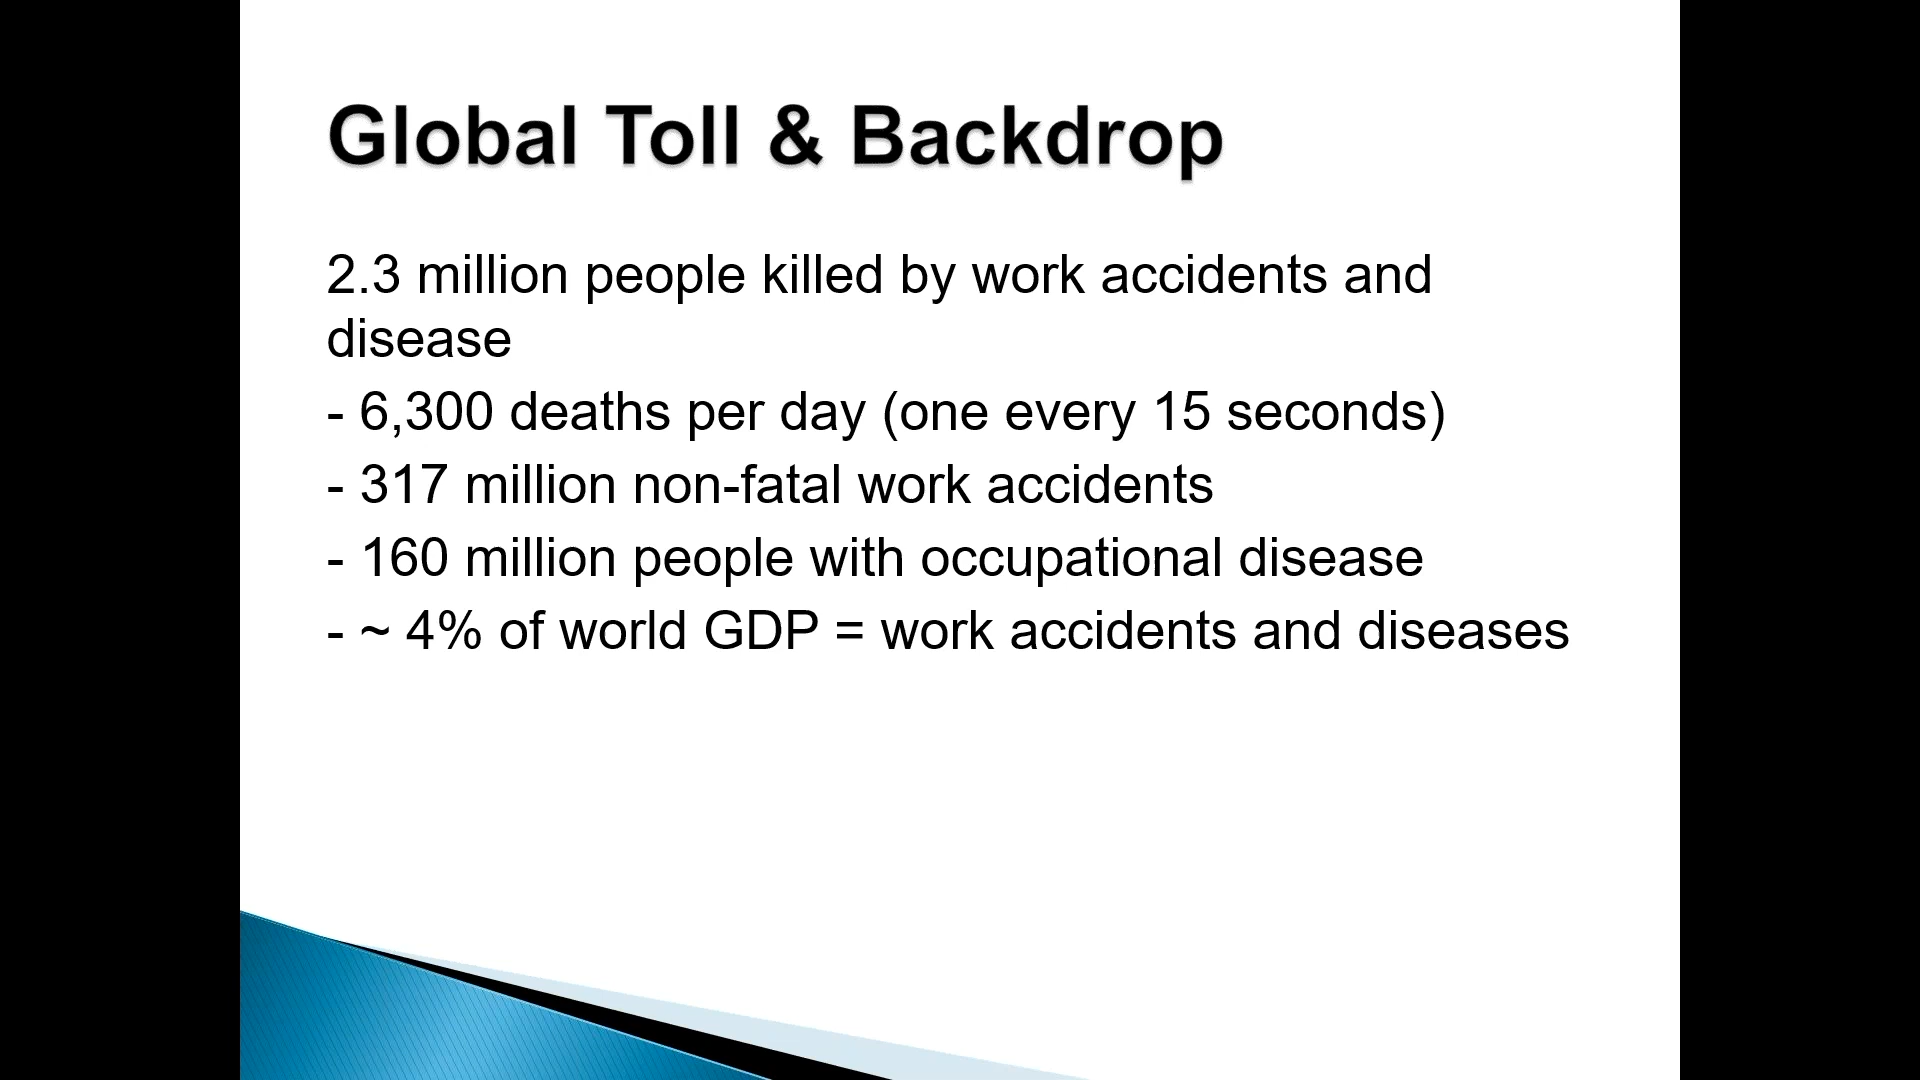 Global Toll & Backdrop
2.3 million people killed by work accidents and
disease
- 6,300 deaths per day (one every 15 seconds)
- 317 million non-fatal work accidents
- 160 million people with occupational disease
- ~ 4% of world GDP = work accidents and diseases